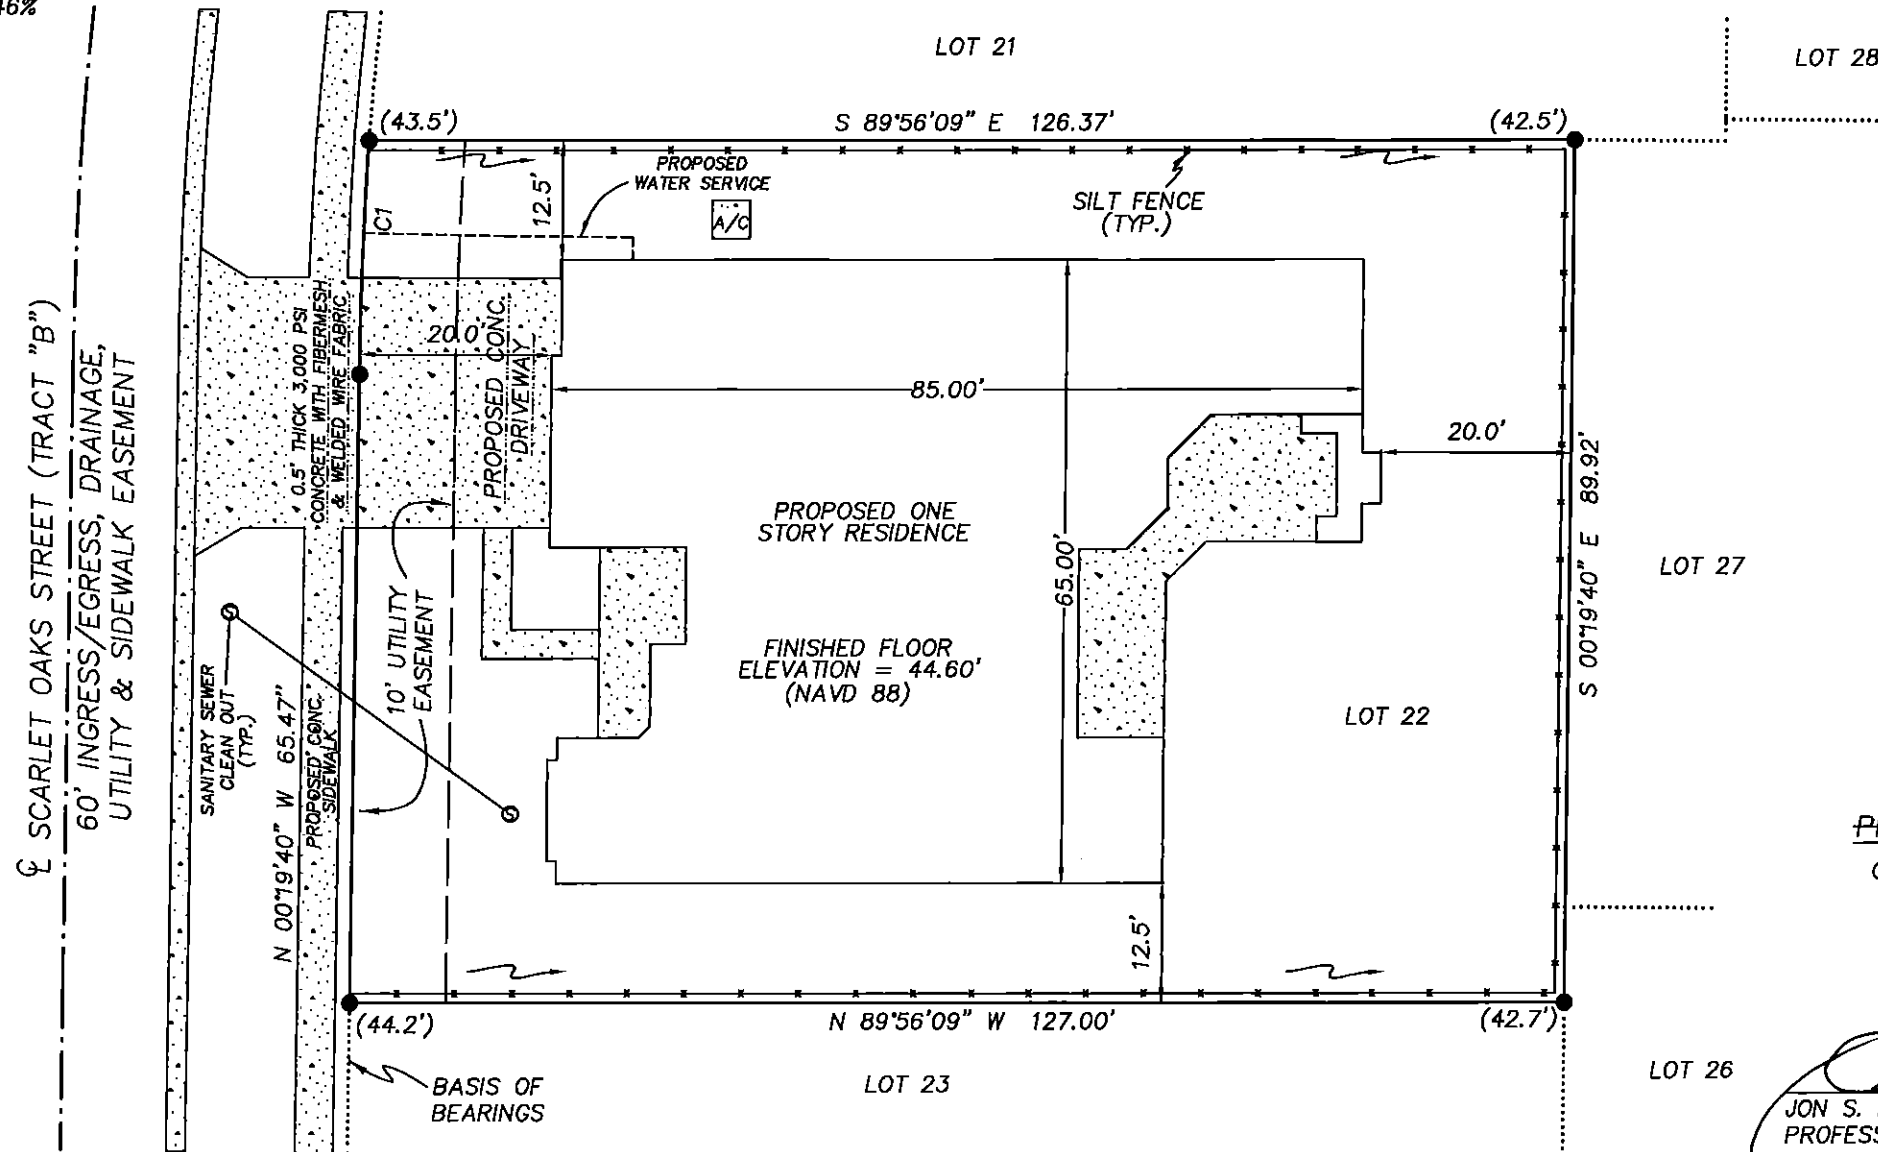 46%
LOT 21
LOT 28
(43.5')
S 89°56'09" E 126.37'
(42.5')
PROPOSED
WATER SERVICE
12.5'
A/C
SILT FENCE
(TYP.)
C1
℄ SCARLET OAKS STREET (TRACT "B")
60' INGRESS/EGRESS, DRAINAGE,
UTILITY & SIDEWALK EASEMENT
0.5' THICK 3,000 PSI
CONCRETE WITH FIBERMESH
& WELDED WIRE FABRIC
20.0'
PROPOSED CONC.
DRIVEWAY
85.00'
20.0'
S 00°19'40" E 89.92'
PROPOSED ONE
STORY RESIDENCE
65.00'
LOT 27
10' UTILITY
EASEMENT
FINISHED FLOOR
ELEVATION = 44.60'
(NAVD 88)
LOT 22
SANITARY SEWER
CLEAN OUT
(TYP.)
N 00°19'40" W 65.47'
PROPOSED CONC.
SIDEWALK
12.5'
(44.2')
N 89°56'09" W 127.00'
(42.7')
BASIS OF
BEARINGS
LOT 23
LOT 26
JON S.
PROFESS